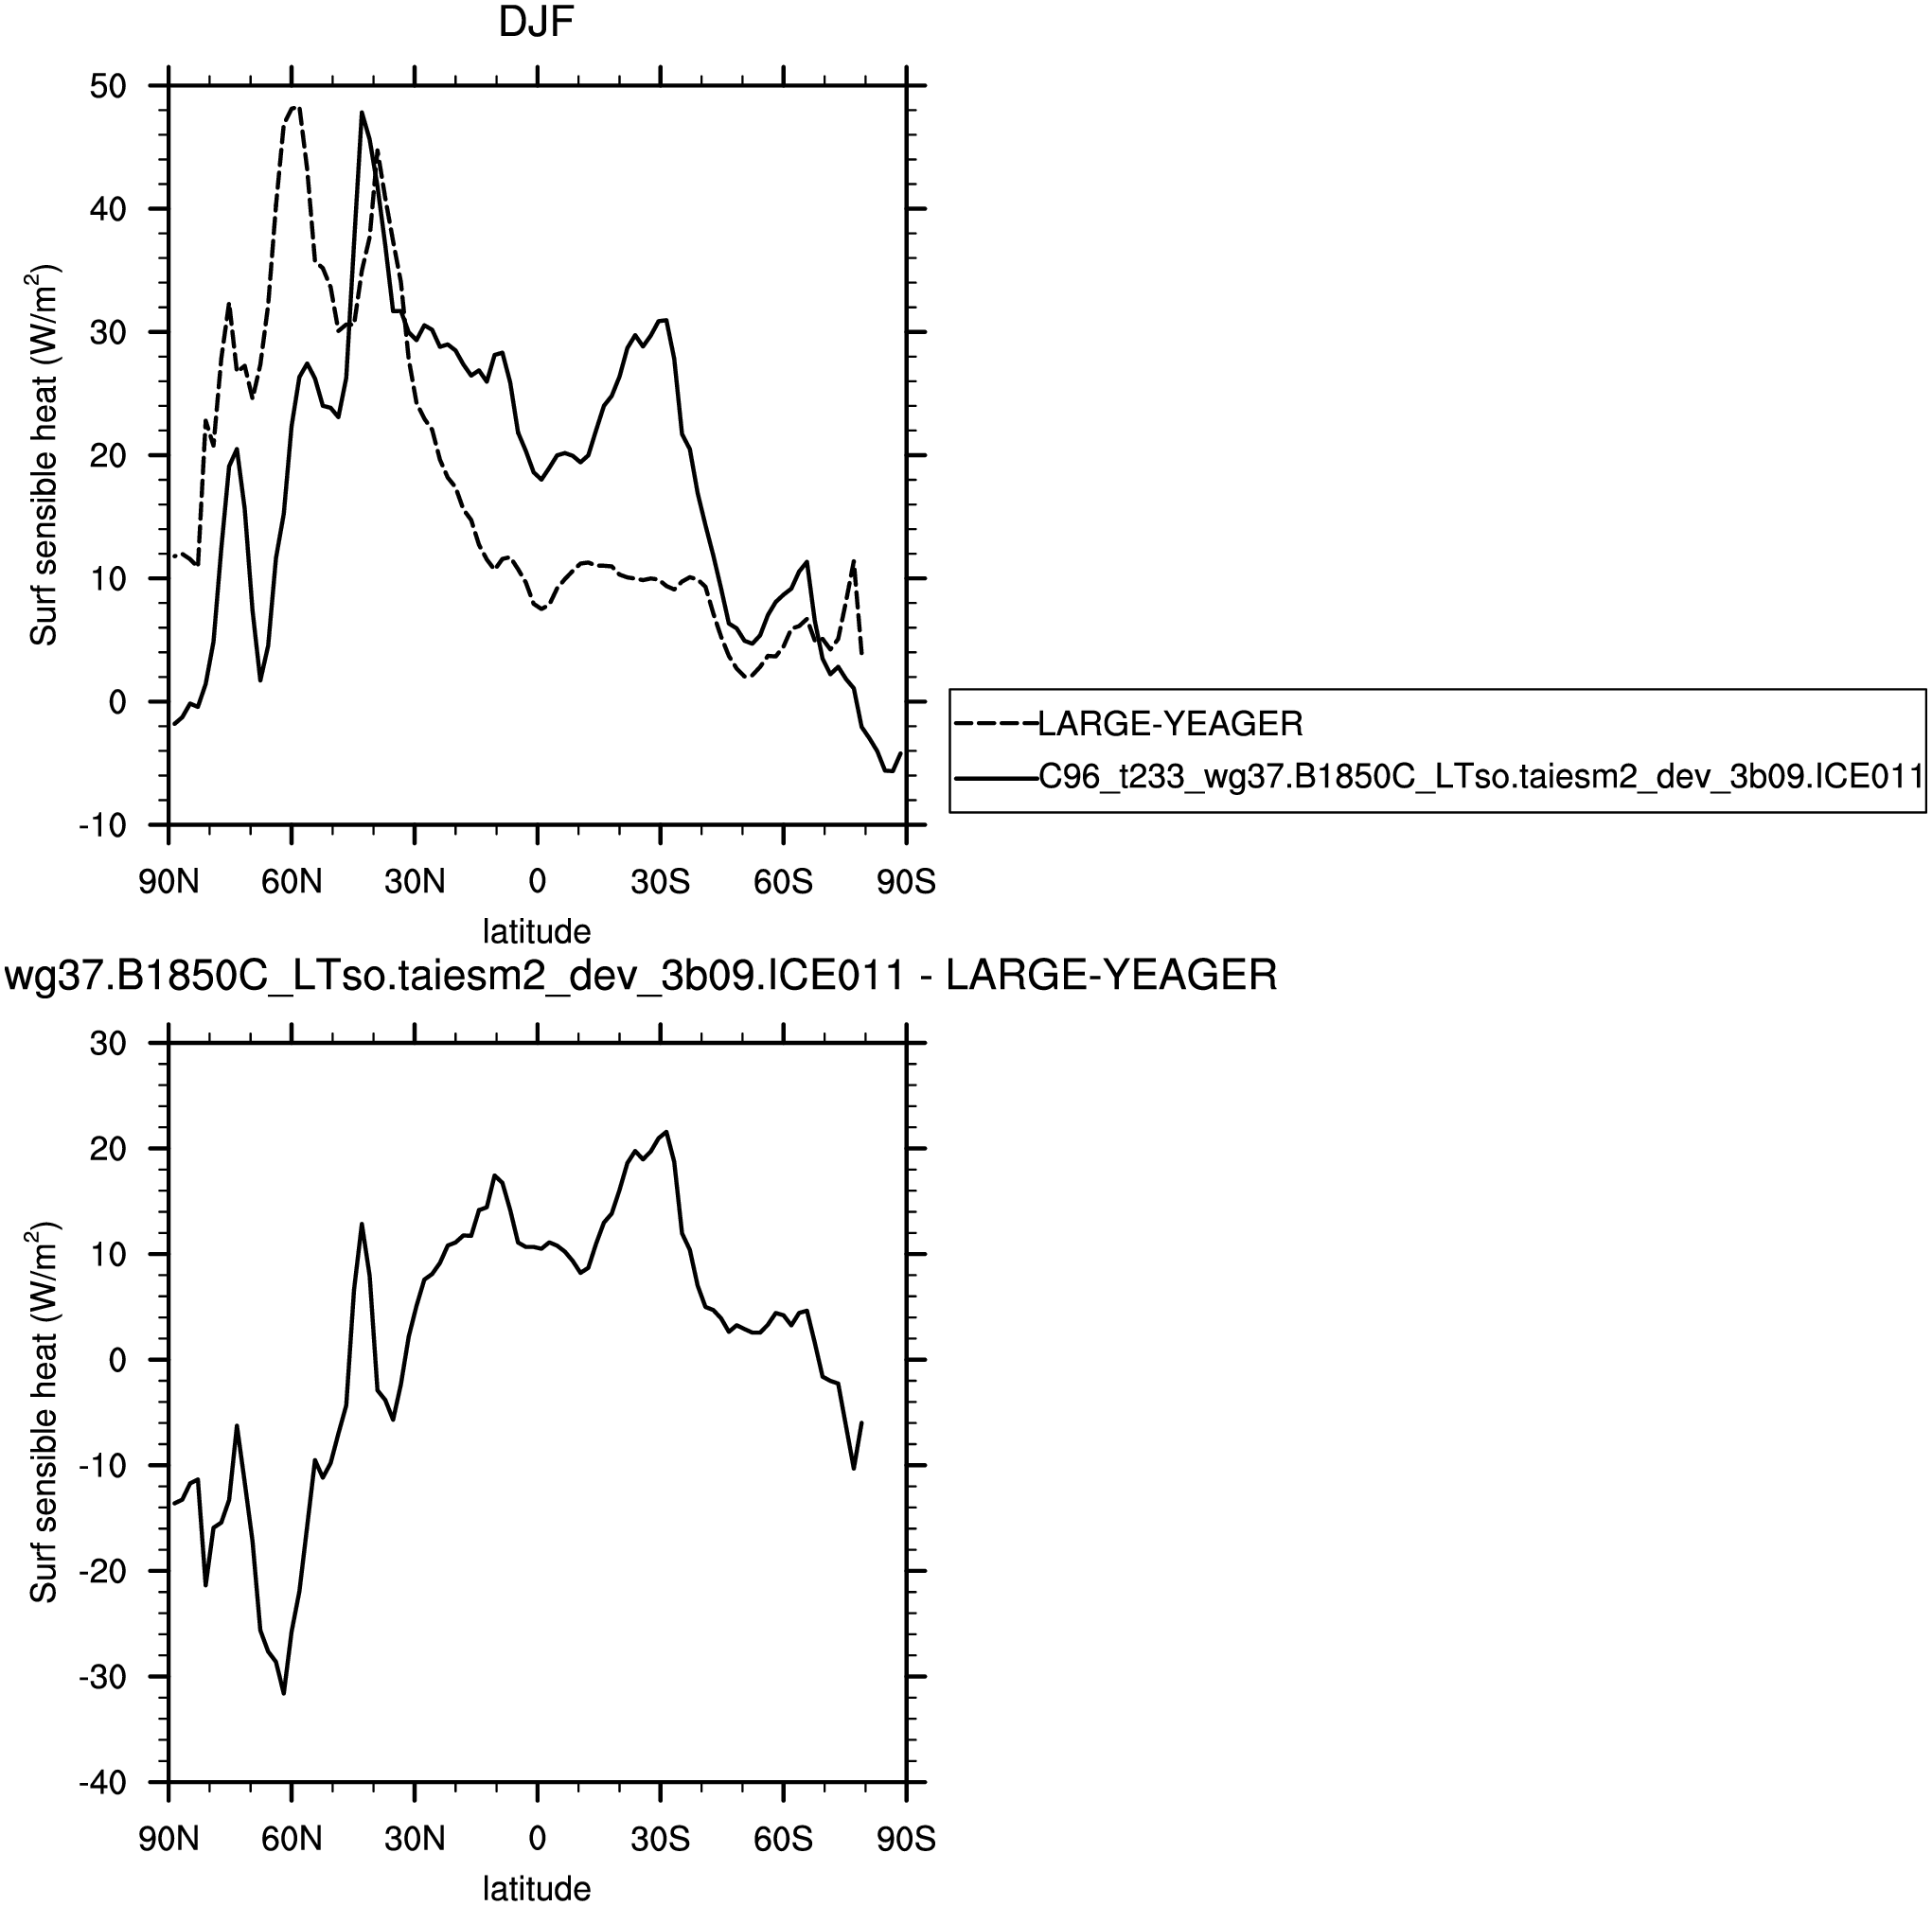 DJF
50
40
30
20
10
0
-10
Surf sensible heat (W/m2)
90N 60N 30N 0 30S 60S 90S
latitude
LARGE-YEAGER
C96_t233_wg37.B1850C_LTso.taiesm2_dev_3b09.ICE011
wg37.B1850C_LTso.taiesm2_dev_3b09.ICE011 - LARGE-YEAGER
30
20
10
0
-10
-20
-30
-40
Surf sensible heat (W/m2)
90N 60N 30N 0 30S 60S 90S
latitude